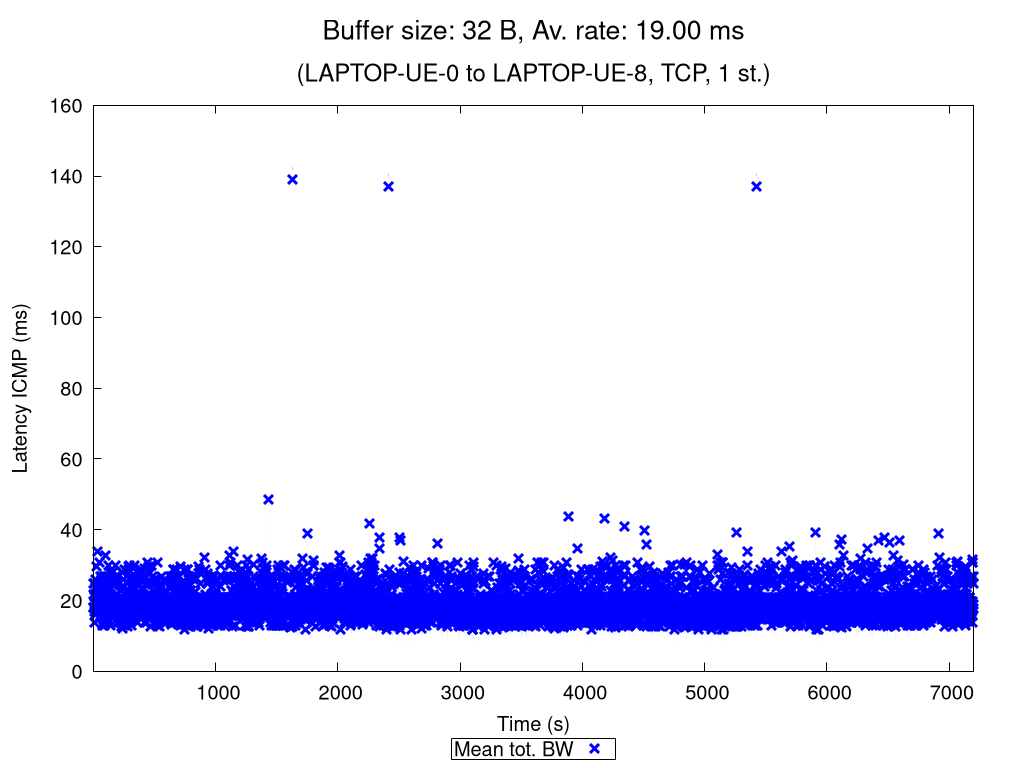 Buffer size: 32 B, Av. rate: 19.00 ms
(LAPTOP-UE-0 to LAPTOP-UE-8, TCP, 1 st.)
160
140
120
100
80
60
40
20
0
Latency ICMP (ms)
1000 2000 3000 4000 5000 6000 7000
Time (s)
Mean tot. BW